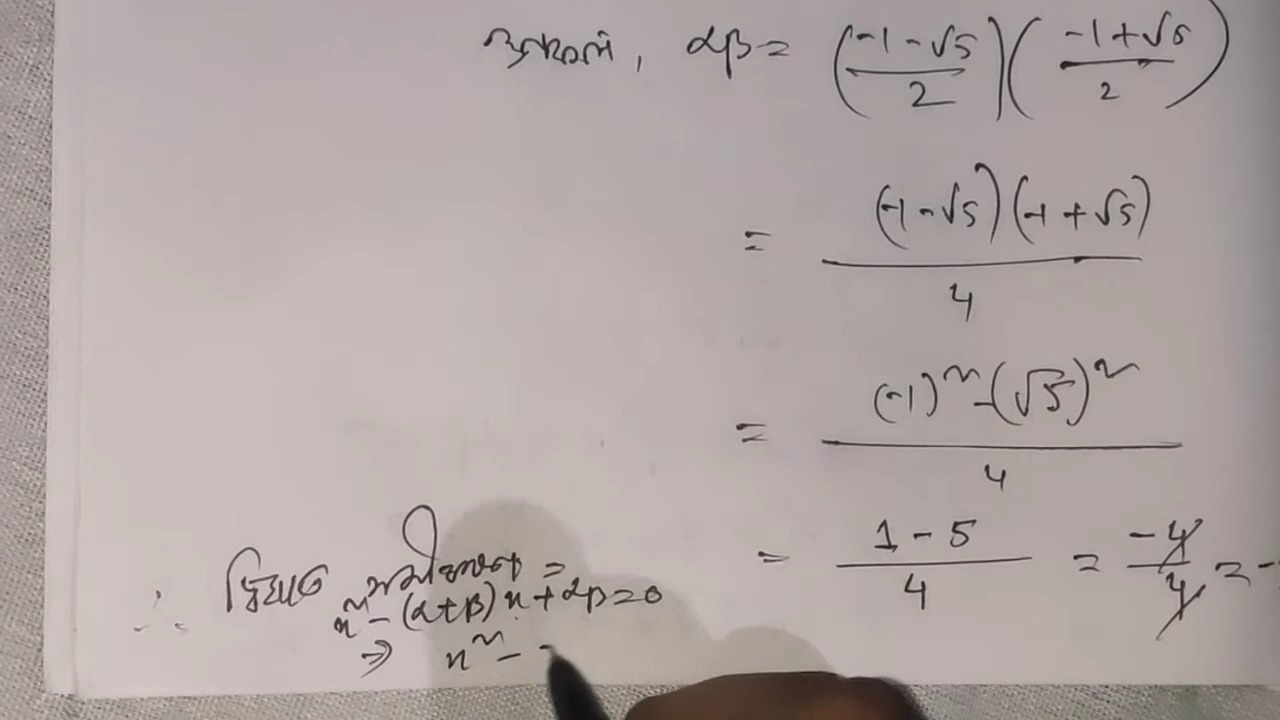 , αβ = (-1-√5/2)(-1+√5/2)
= (-1-√5)(-1+√5)/4
= (-1)² - (√5)²/4
= 1-5/4 = -4/4 = -
∴ দ্বিঘাত সমীকরণ =
x² - (α+β)x + αβ = 0
⇒ x² - -